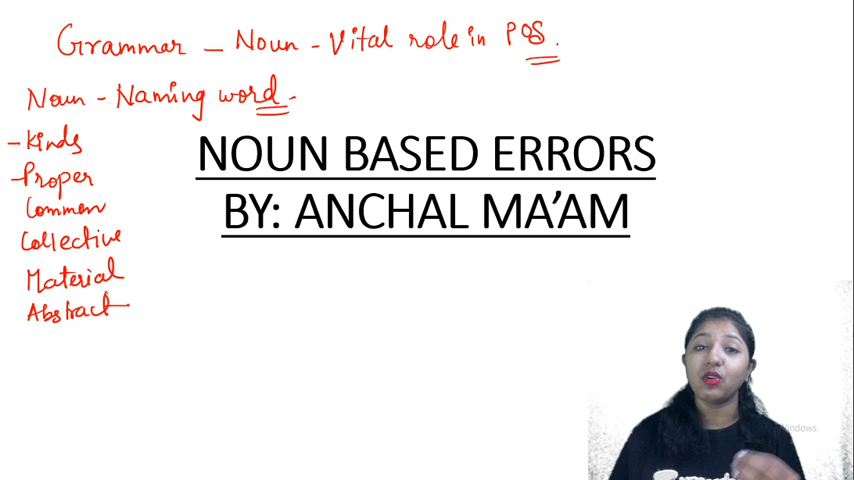 Grammar - Noun - Vital role in POS.
Noun - Naming word.
- Kinds
- Proper
Common
Collective
Material
Abstract
NOUN BASED ERRORS
BY: ANCHAL MA'AM
Windows.